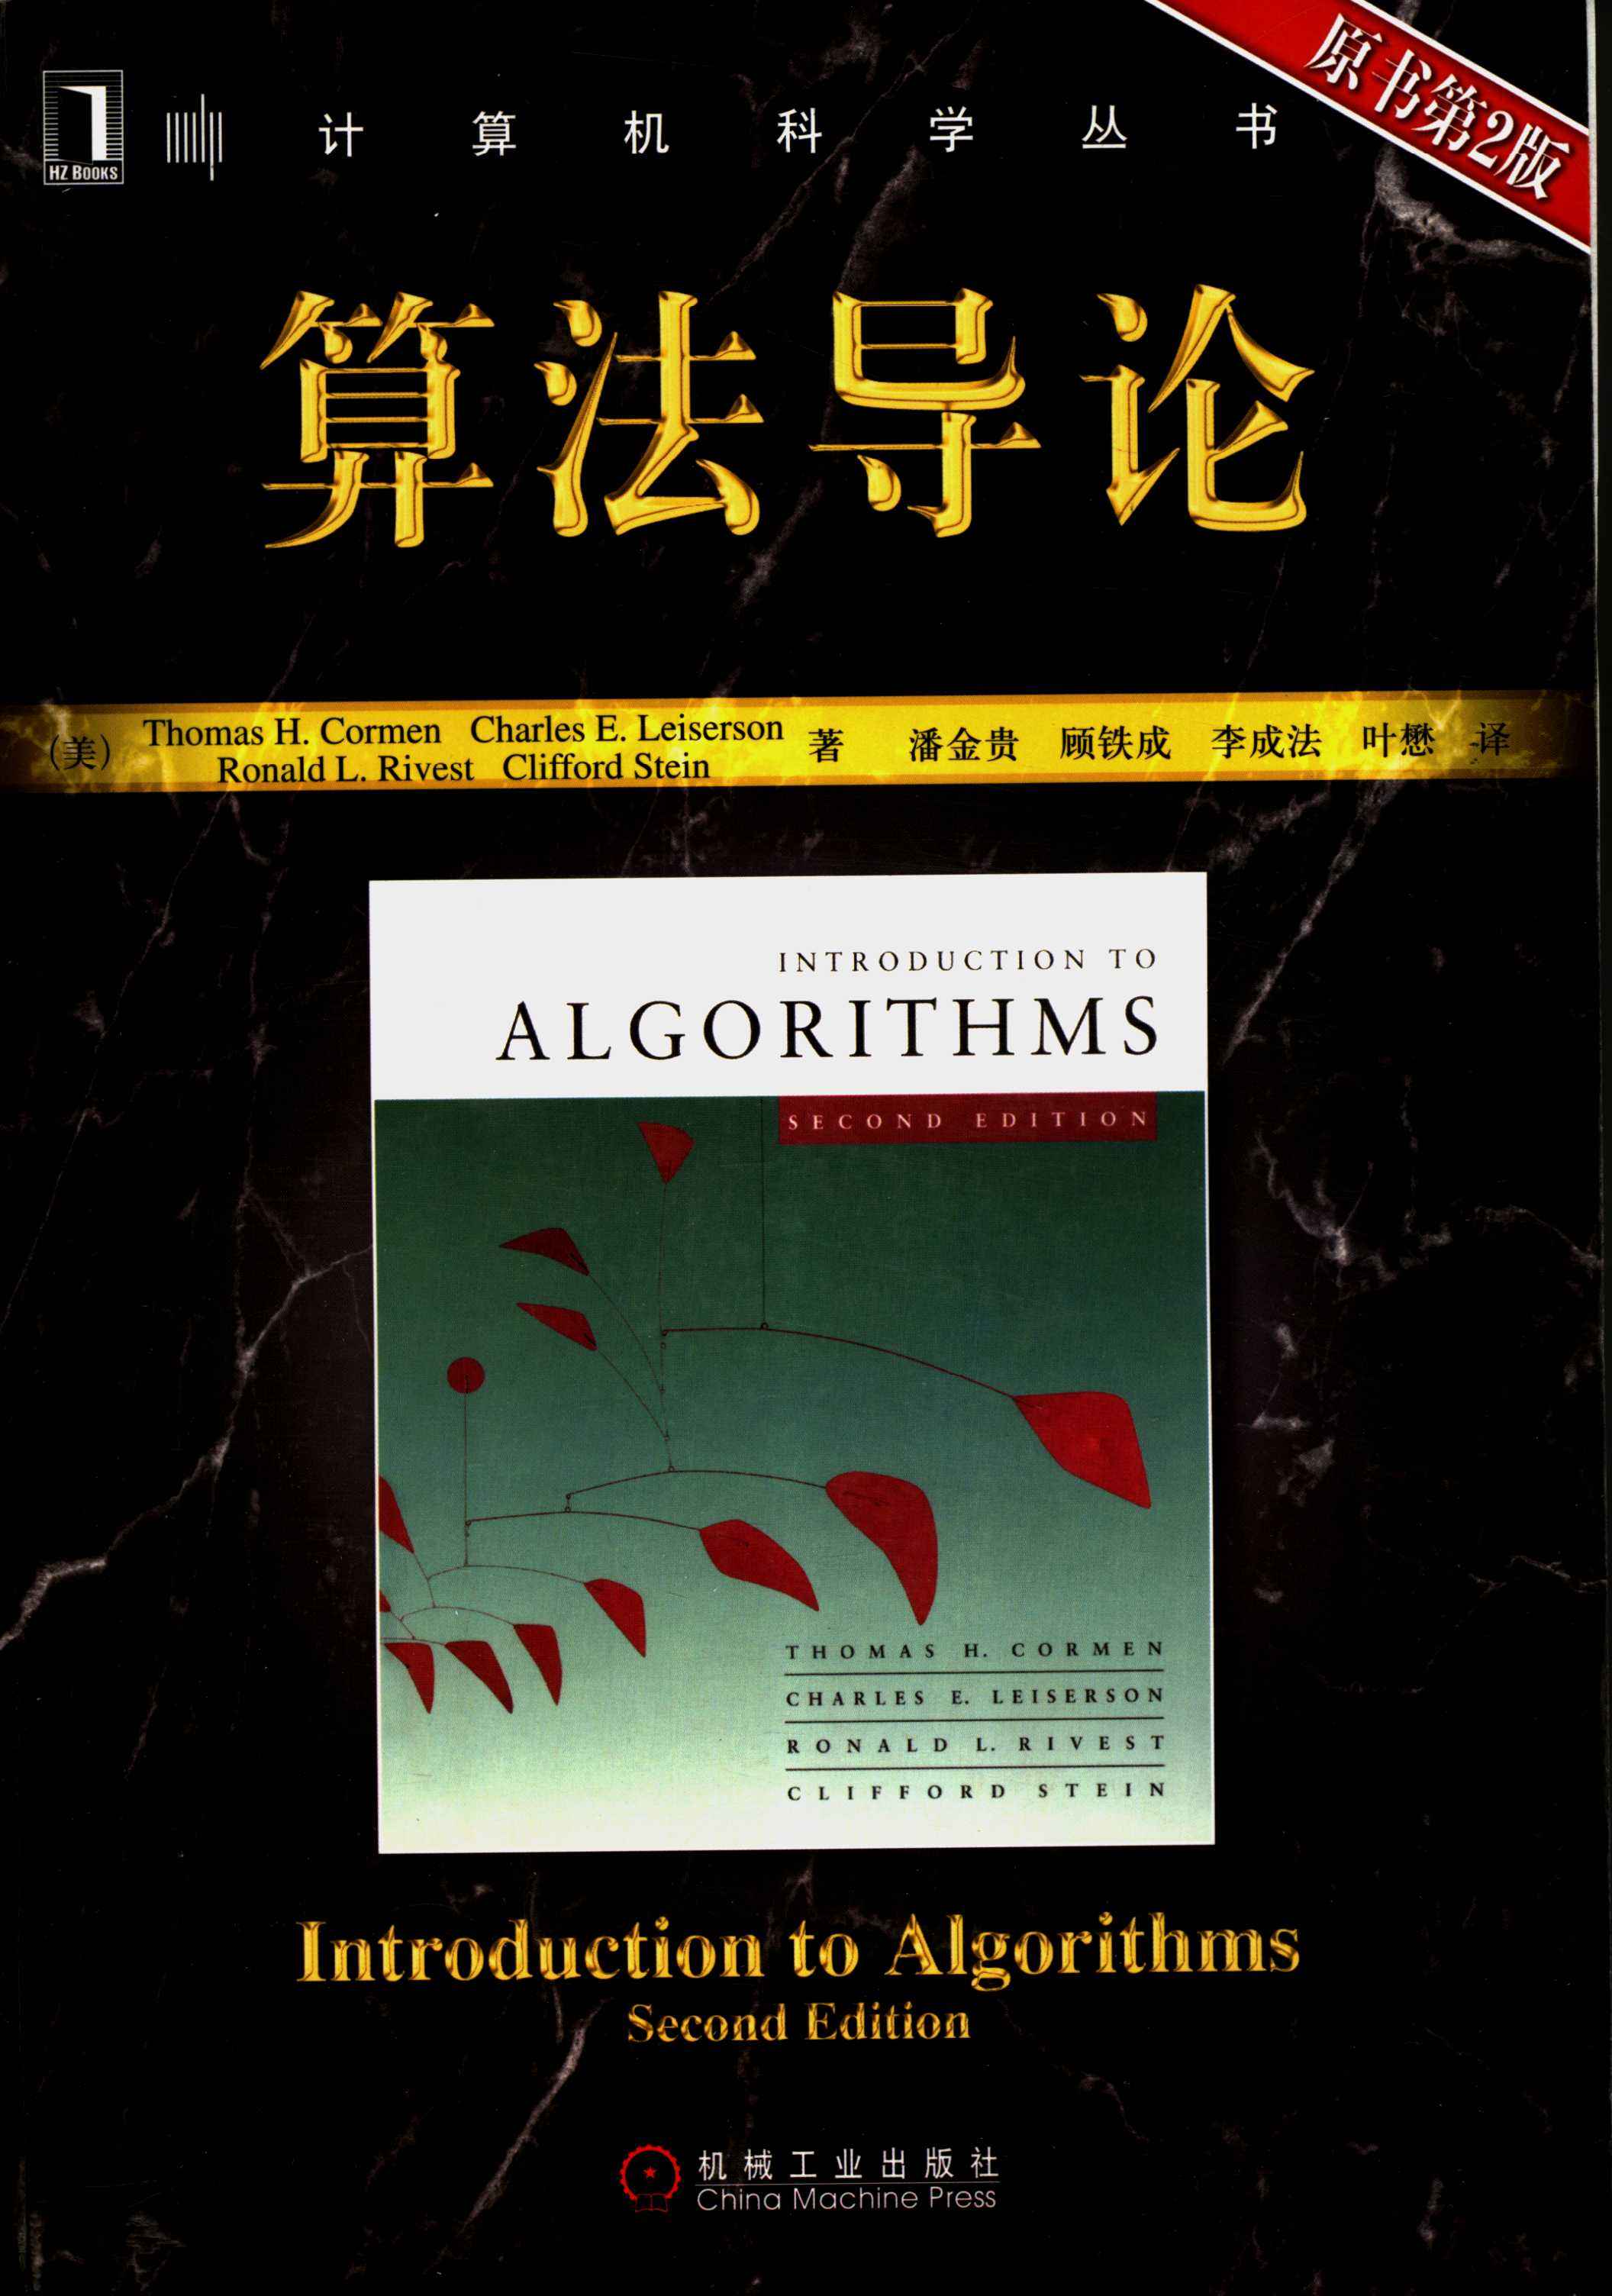 原书第2版
HZ BOOKS
计算机科学丛书
算法导论
(美) Thomas H. Cormen Charles E. Leiserson
Ronald L. Rivest Clifford Stein 著 潘金贵 顾铁成 李成法 叶懋 译
INTRODUCTION TO
ALGORITHMS
SECOND EDITION
THOMAS H. CORMEN
CHARLES E. LEISERSON
RONALD L. RIVEST
CLIFFORD STEIN
Introduction to Algorithms
Second Edition
机械工业出版社
China Machine Press